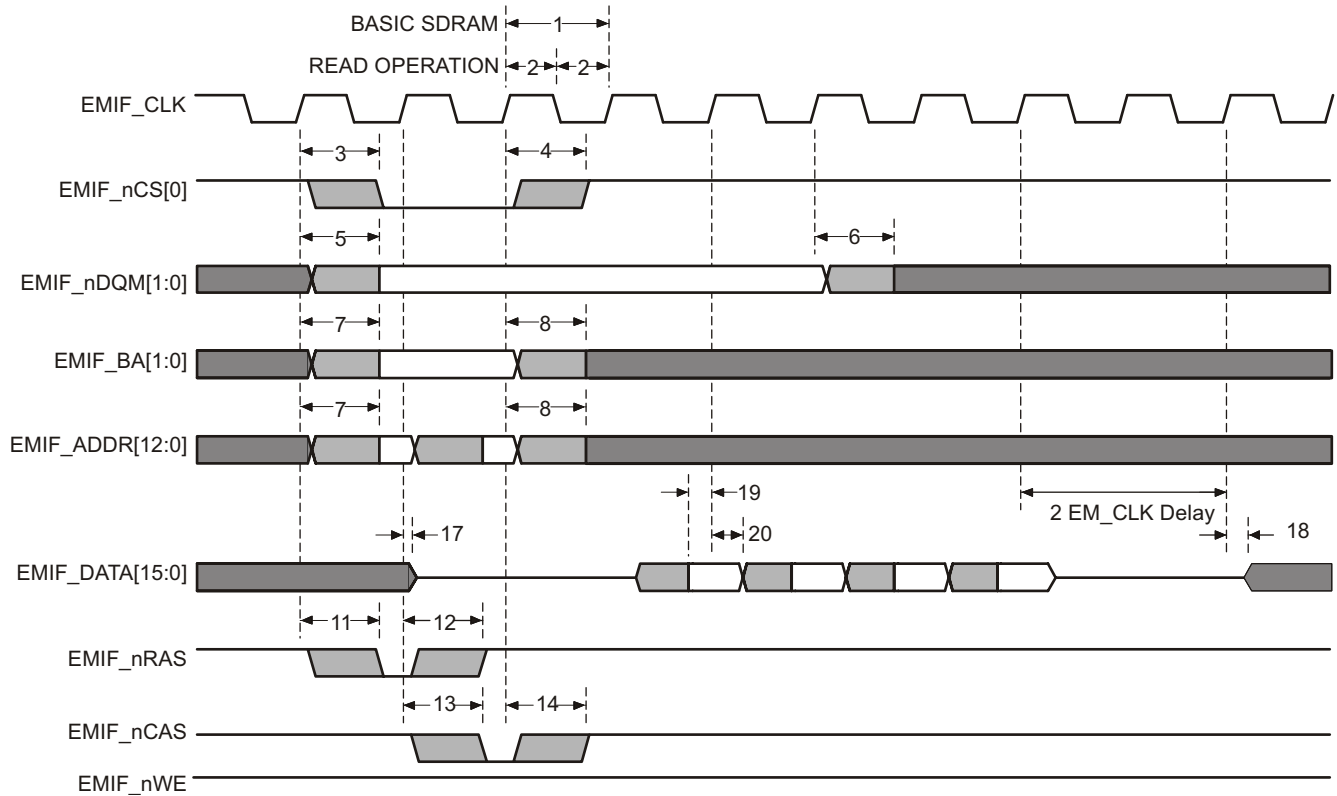 BASIC SDRAM 1
READ OPERATION 2 2
EMIF_CLK
3 4
EMIF_nCS[0]
5 6
EMIF_nDQM[1:0]
7 8
EMIF_BA[1:0]
7 8
EMIF_ADDR[12:0]
19
2 EM_CLK Delay
17 20 18
EMIF_DATA[15:0]
11 12
EMIF_nRAS
13 14
EMIF_nCAS
EMIF_nWE